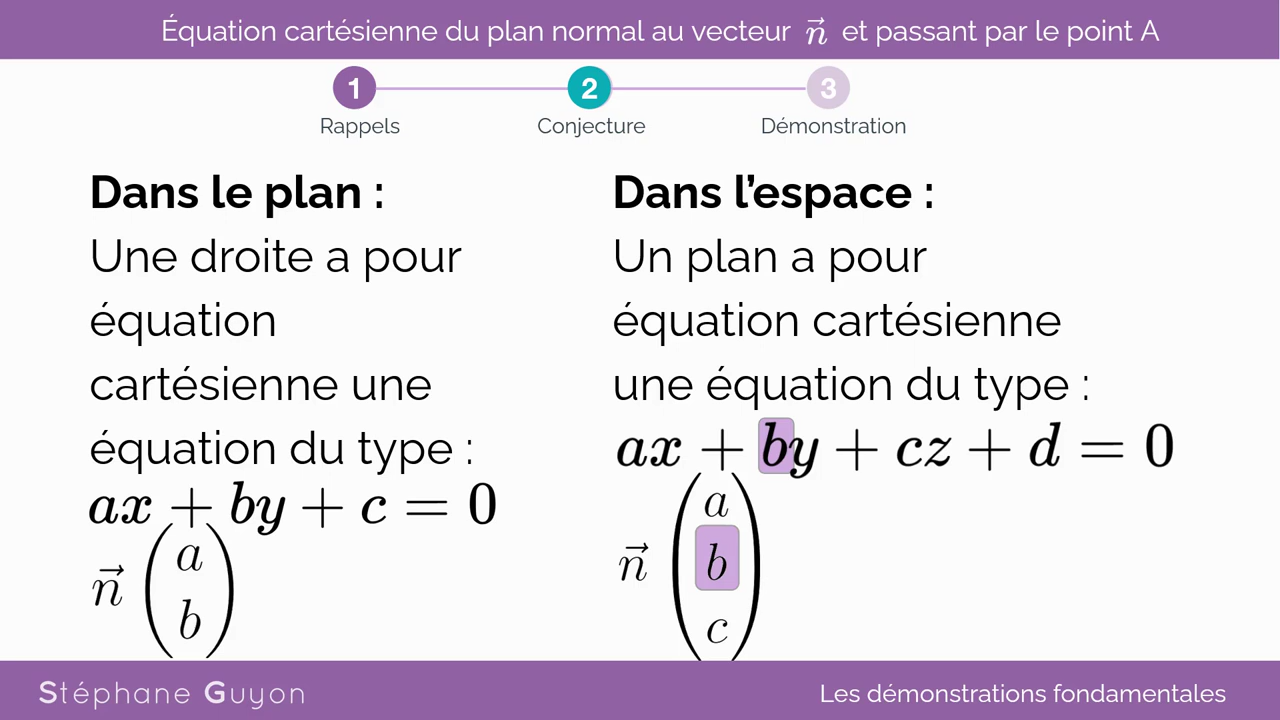 Équation cartésienne du plan normal au vecteur n⃗ et passant par le point A
1 2 3
Rappels Conjecture Démonstration
Dans le plan :
Une droite a pour
équation
cartésienne une
équation du type :
ax + by + c = 0
n⃗ (a
b)
Dans l’espace :
Un plan a pour
équation cartésienne
une équation du type :
ax + by + cz + d = 0
n⃗ (a
b
c)
Stéphane Guyon
Les démonstrations fondamentales